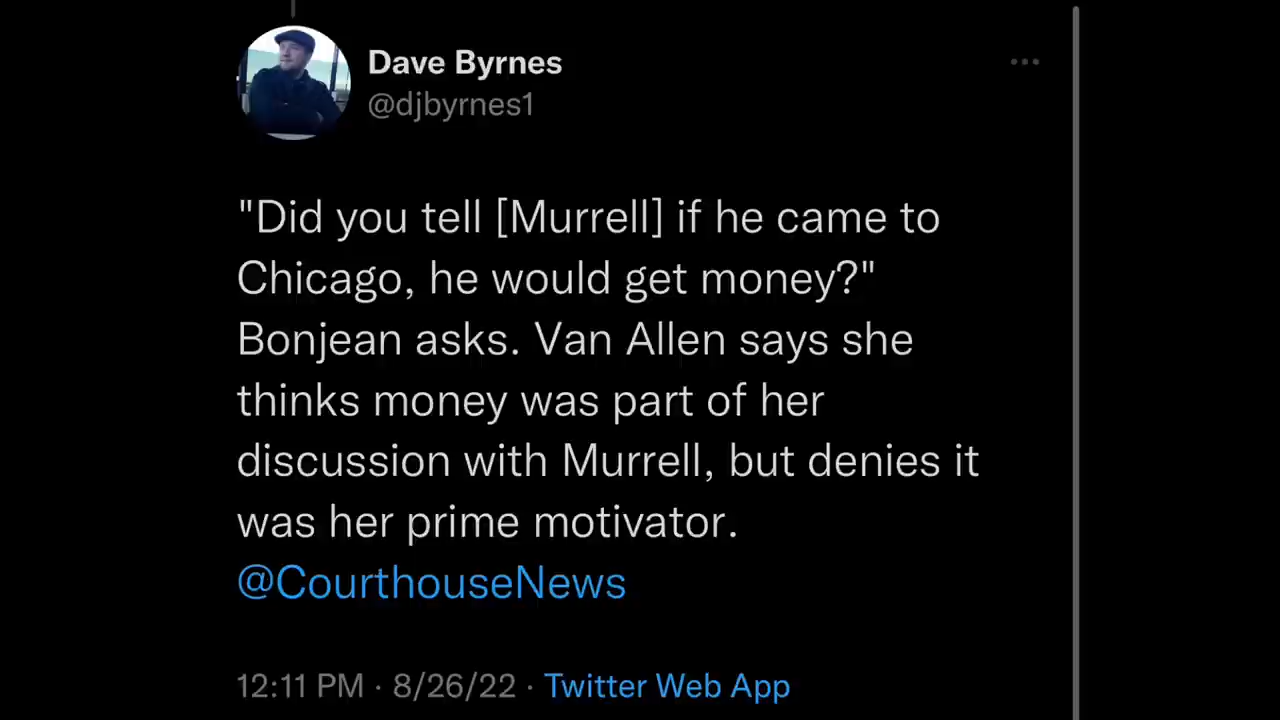 Dave Byrnes
@djbyrnes1
"Did you tell [Murrell] if he came to
Chicago, he would get money?"
Bonjean asks. Van Allen says she
thinks money was part of her
discussion with Murrell, but denies it
was her prime motivator.
@CourthouseNews
12:11 PM · 8/26/22 · Twitter Web App